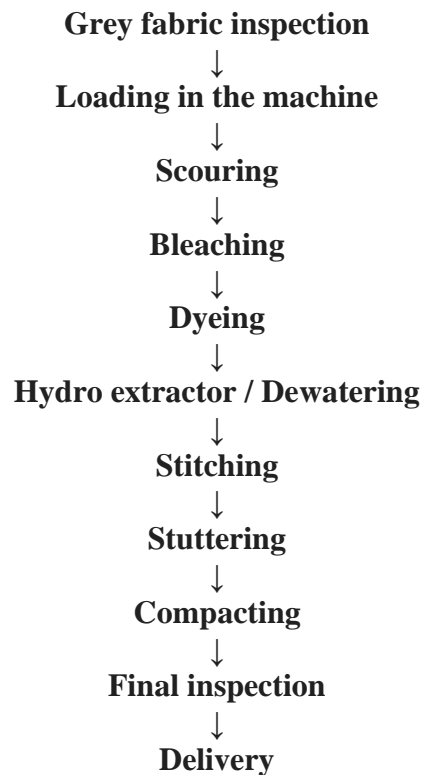 Grey fabric inspection
↓
Loading in the machine
↓
Scouring
↓
Bleaching
↓
Dyeing
↓
Hydro extractor / Dewatering
↓
Stitching
↓
Stuttering
↓
Compacting
↓
Final inspection
↓
Delivery